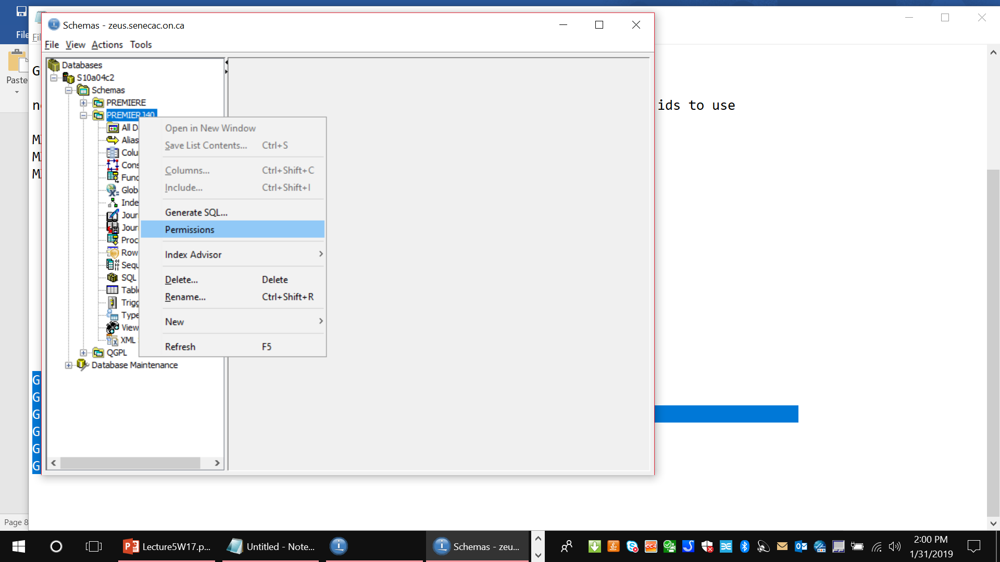 Schemas - zeus.senecac.on.ca
File
File View Actions Tools
Paste
Databases
S10a04c2
Schemas
PREMIERE
PREMIERJ40
All D
Alias
Colu
Cons
Func
Glob
Inde
Jour
Jour
Proc
Row
Sequ
SQL
Table
Trigg
Type
View
XML
QGPL
Database Maintenance
Open in New Window
Save List Contents... Ctrl+S
Columns... Ctrl+Shift+C
Include... Ctrl+Shift+I
Generate SQL...
Permissions
Index Advisor
Delete... Delete
Rename... Ctrl+Shift+R
New
Refresh F5
G
ids to use
G
G
G
G
G
G
Page 8
Lecture5W17.p...
Untitled - Note...
Schemas - zeu...
CC4
2:00 PM
1/31/2019